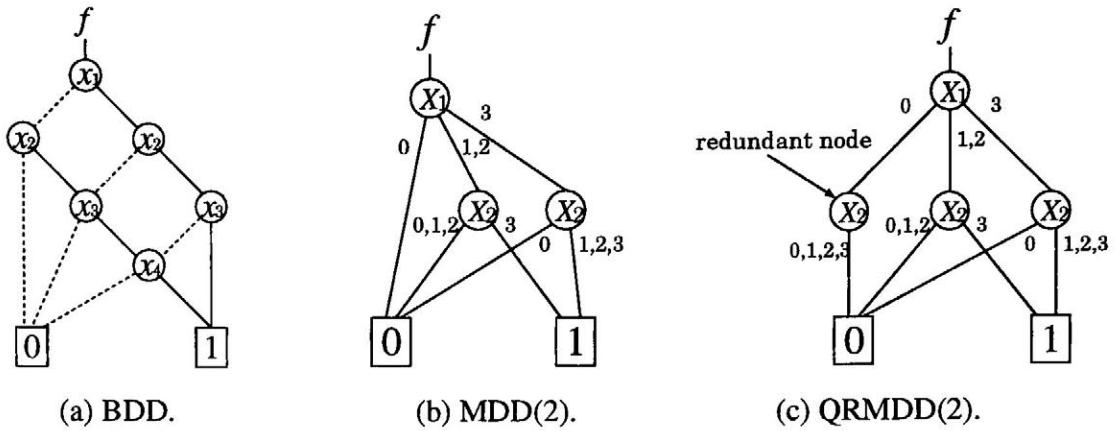 f
x₁
x₂ x₂
x₃ x₃
x₄
0 1
(a) BDD.
f
X₁
0 1,2 3
X₂ X₂
0,1,2 3 0 1,2,3
0 1
(b) MDD(2).
f
X₁
0 1,2 3
redundant node
X₂ X₂ X₂
0,1,2,3 0,1,2 3 0 1,2,3
0 1
(c) QRMDD(2).